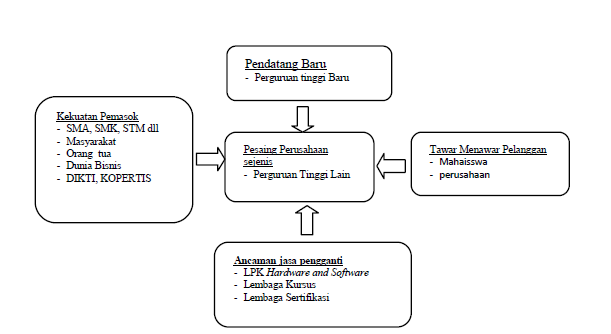 Pendatang Baru
- Perguruan tinggi Baru
Kekuatan Pemasok
- SMA, SMK, STM dll
- Masyarakat
- Orang tua
- Dunia Bisnis
- DIKTI, KOPERTIS
Pesaing Perusahaan
sejenis
- Perguruan Tinggi Lain
Tawar Menawar Pelanggan
- Mahaisswa
- perusahaan
Ancaman jasa pengganti
- LPK Hardware and Software
- Lembaga Kursus
- Lembaga Sertifikasi